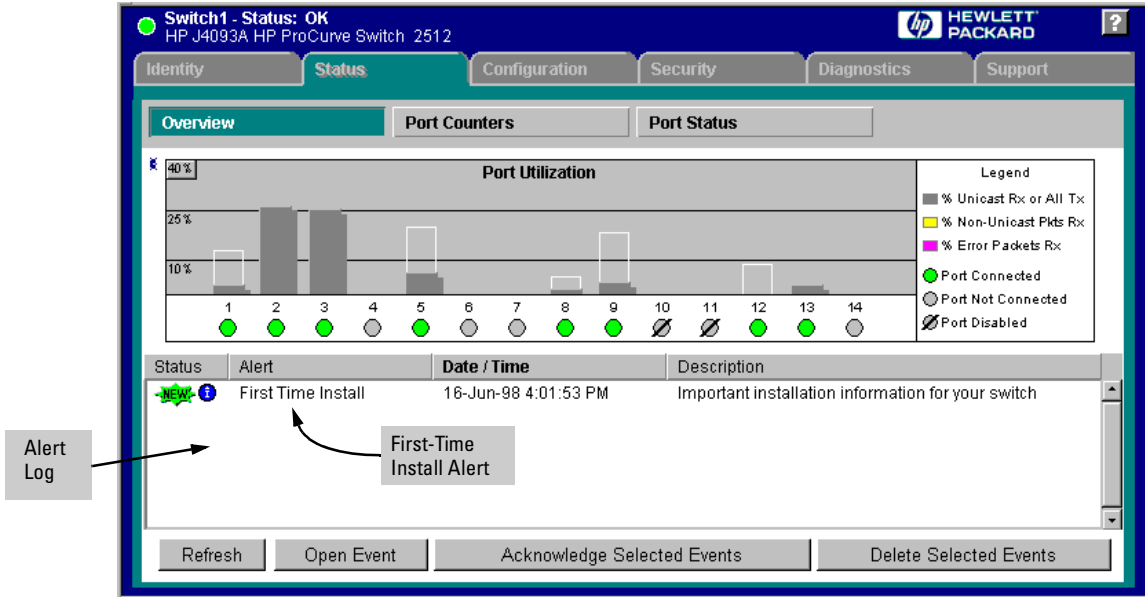 Switch1 - Status: OK
HP J4093A HP ProCurve Switch 2512
hp HEWLETT PACKARD
?
Identity
Status
Configuration
Security
Diagnostics
Support
Overview
Port Counters
Port Status
40 %
Port Utilization
25 %
10 %
1 2 3 4 5 6 7 8 9 10 11 12 13 14
Legend
% Unicast Rx or All Tx
% Non-Unicast Pkts Rx
% Error Packets Rx
Port Connected
Port Not Connected
Port Disabled
Status Alert Date / Time Description
NEW i First Time Install 16-Jun-98 4:01:53 PM Important installation information for your switch
Alert
Log
First-Time
Install Alert
Refresh
Open Event
Acknowledge Selected Events
Delete Selected Events